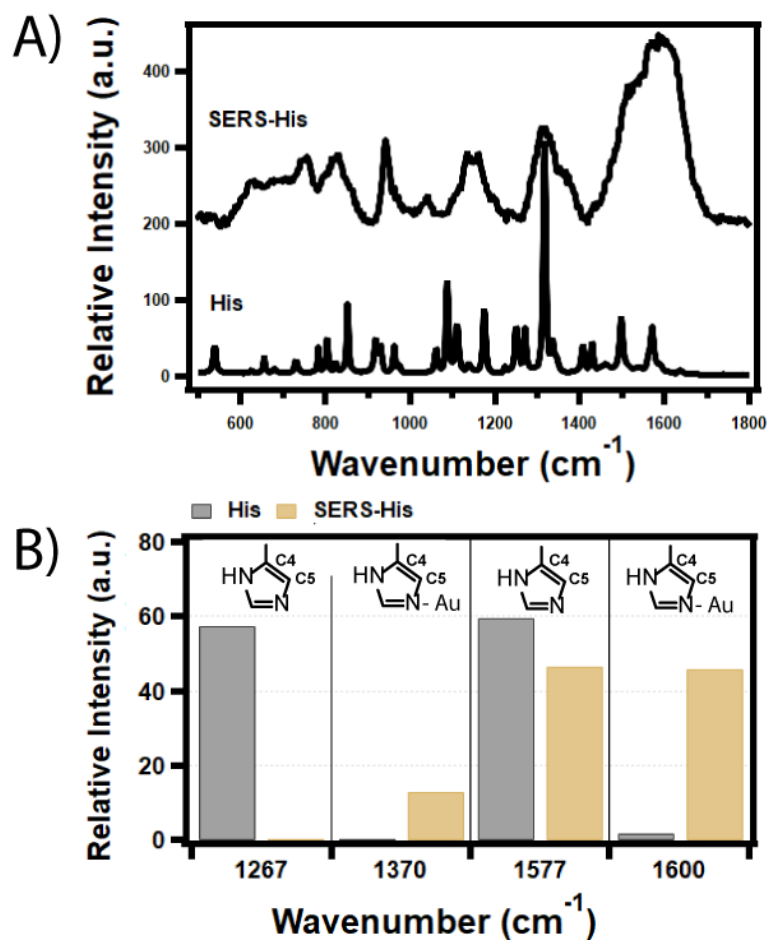 A)
Relative Intensity (a.u.)
400
300
200
100
0
SERS-His
His
600 800 1000 1200 1400 1600 1800
Wavenumber (cm-1)
B)
His SERS-His
Relative Intensity (a.u.)
80
60
40
20
0
HN N C4 C5
HN N- Au C4 C5
HN N C4 C5
HN N- Au C4 C5
1267 1370 1577 1600
Wavenumber (cm-1)